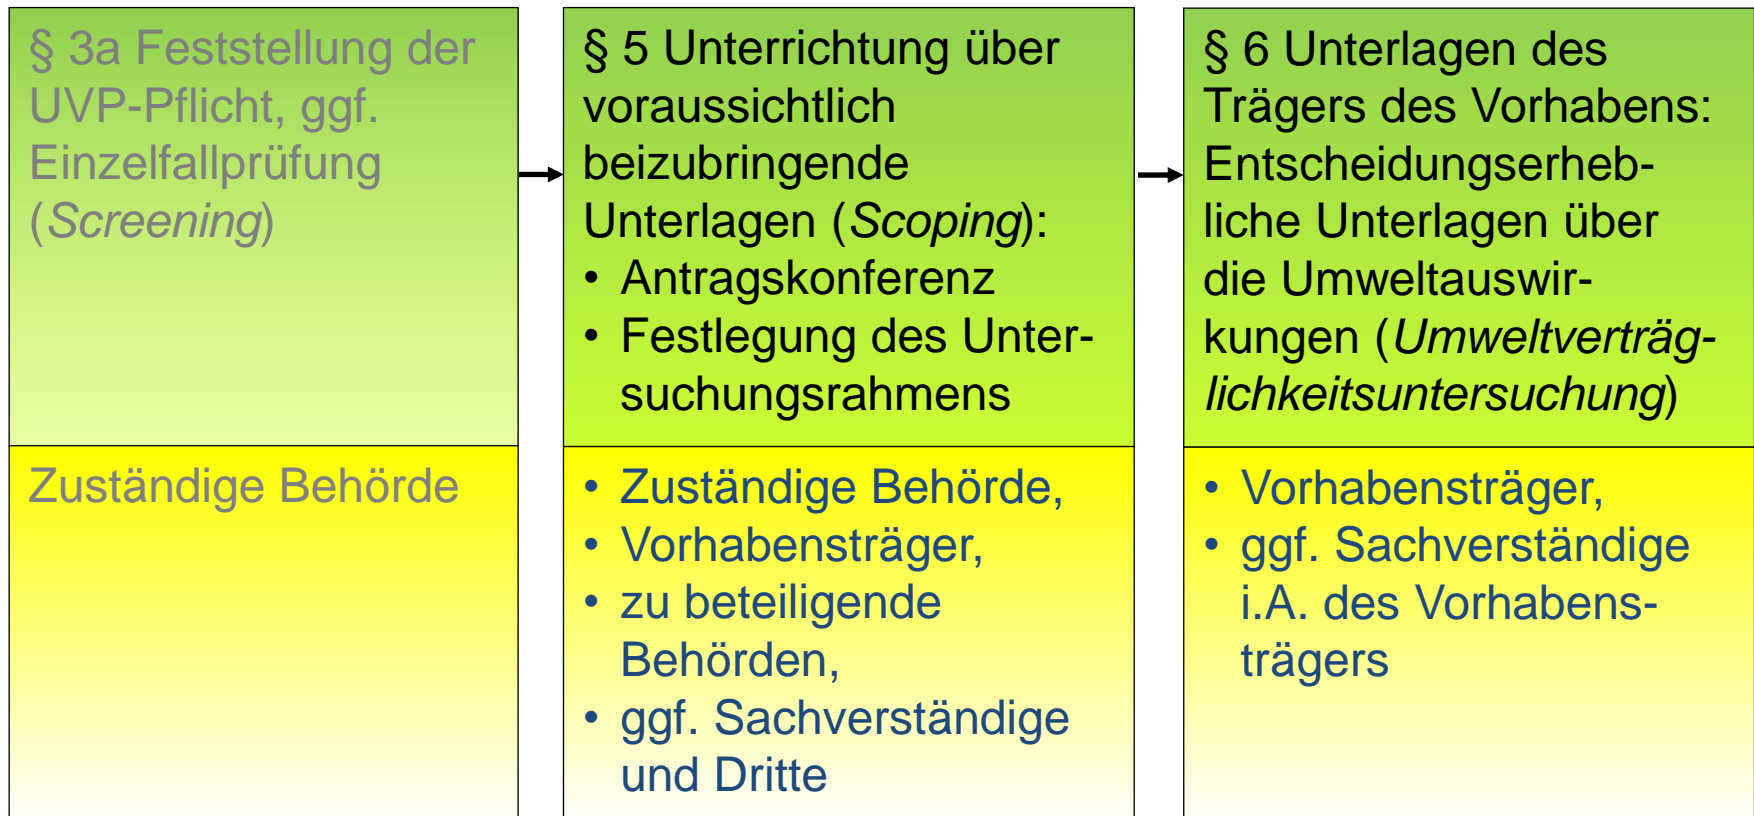 § 3a Feststellung der
UVP-Pflicht, ggf.
Einzelfallprüfung
(Screening)
Zuständige Behörde
§ 5 Unterrichtung über
voraussichtlich
beizubringende
Unterlagen (Scoping):
• Antragskonferenz
• Festlegung des Unter-
suchungsrahmens
• Zuständige Behörde,
• Vorhabensträger,
• zu beteiligende
Behörden,
• ggf. Sachverständige
und Dritte
§ 6 Unterlagen des
Trägers des Vorhabens:
Entscheidungserheb-
liche Unterlagen über
die Umweltauswir-
kungen (Umweltverträg-
lichkeitsuntersuchung)
• Vorhabensträger,
• ggf. Sachverständige
i.A. des Vorhabens-
trägers